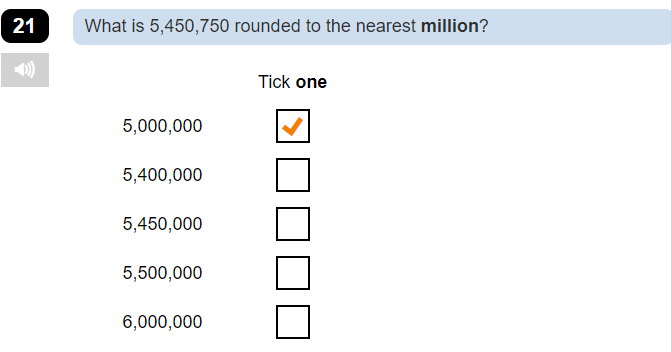 21 What is 5,450,750 rounded to the nearest million?
Tick one
5,000,000
5,400,000
5,450,000
5,500,000
6,000,000